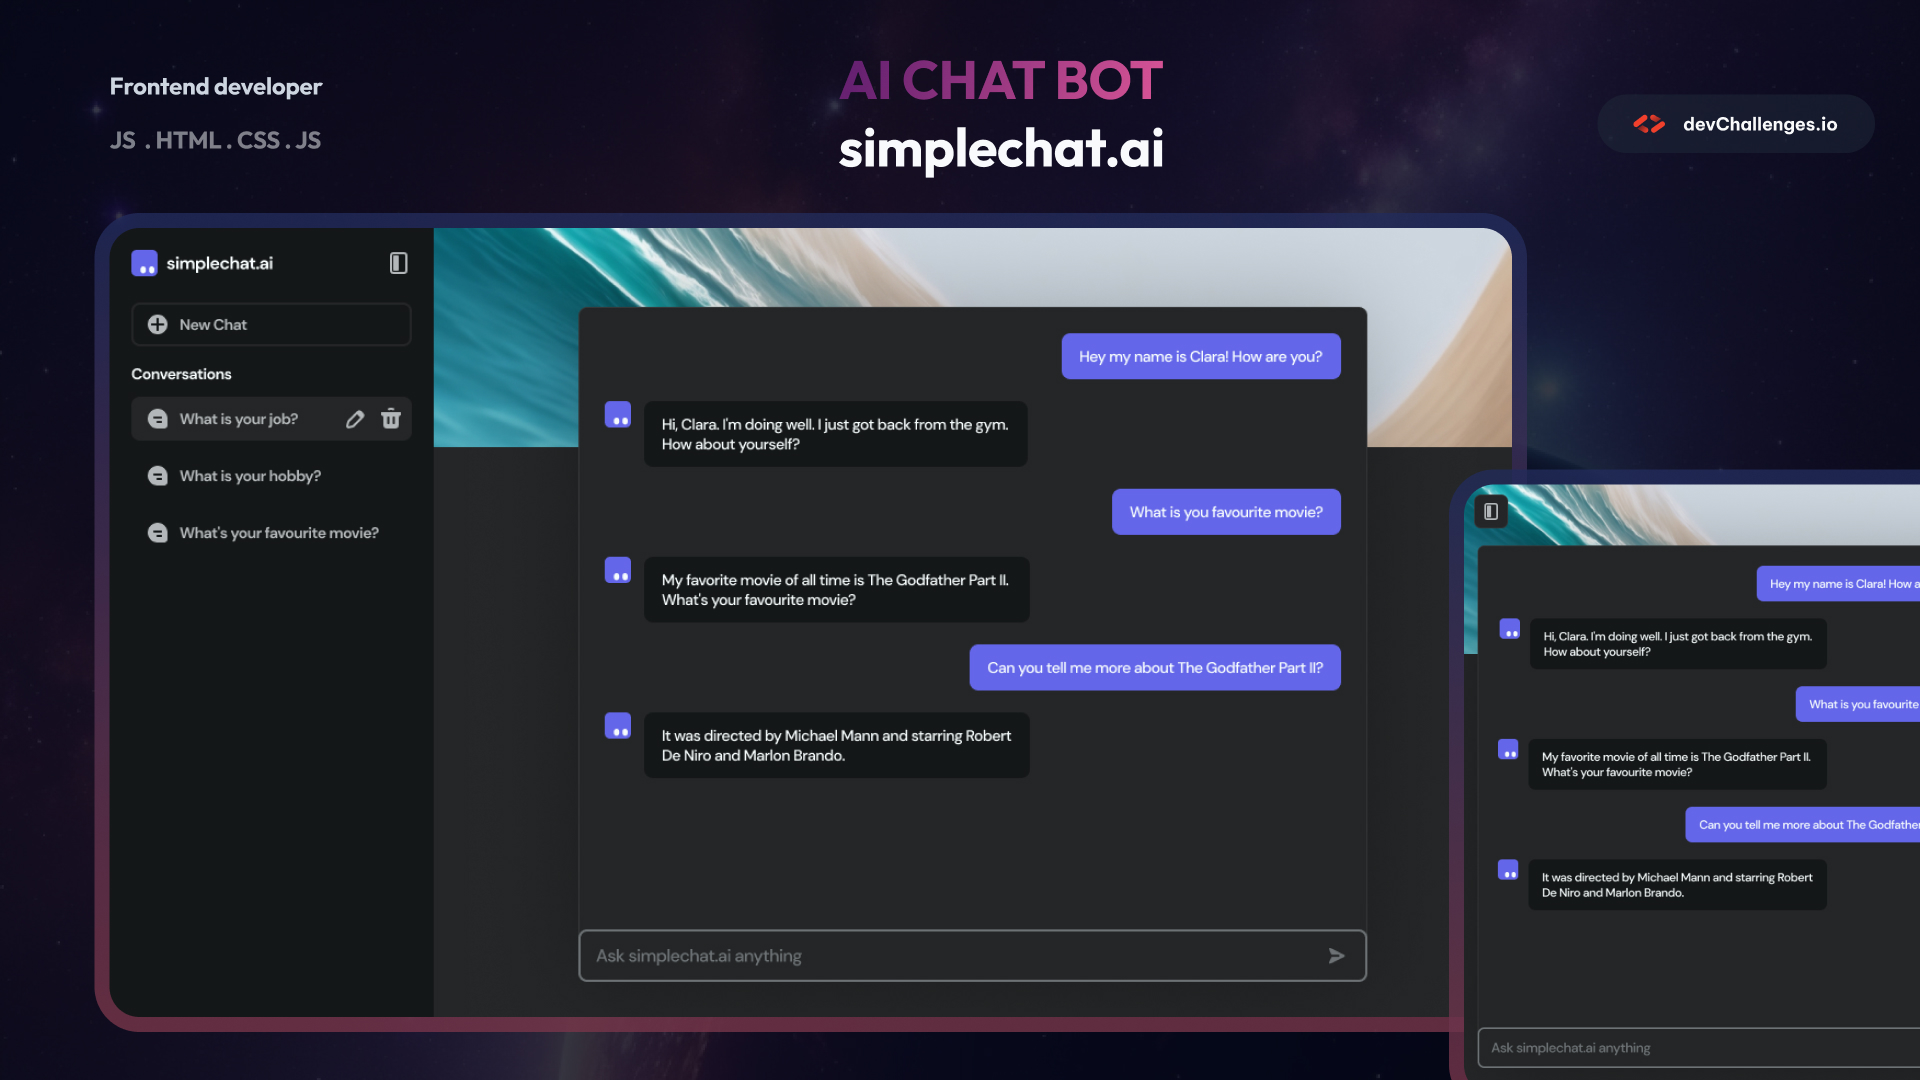 Frontend developer
JS . HTML . CSS . JS
AI CHAT BOT
simplechat.ai
devChallenges.io
simplechat.ai
New Chat
Conversations
What is your job?
What is your hobby?
What's your favourite movie?
Hey my name is Clara! How are you?
Hi, Clara. I'm doing well. I just got back from the gym.
How about yourself?
What is you favourite movie?
My favorite movie of all time is The Godfather Part II.
What's your favourite movie?
Can you tell me more about The Godfather Part II?
It was directed by Michael Mann and starring Robert
De Niro and Marlon Brando.
Ask simplechat.ai anything
Hey my name is Clara! How a
Hi, Clara. I'm doing well. I just got back from the gym.
How about yourself?
What is you favourite
My favorite movie of all time is The Godfather Part II.
What's your favourite movie?
Can you tell me more about The Godfather
It was directed by Michael Mann and starring Robert
De Niro and Marlon Brando.
Ask simplechat.ai anything